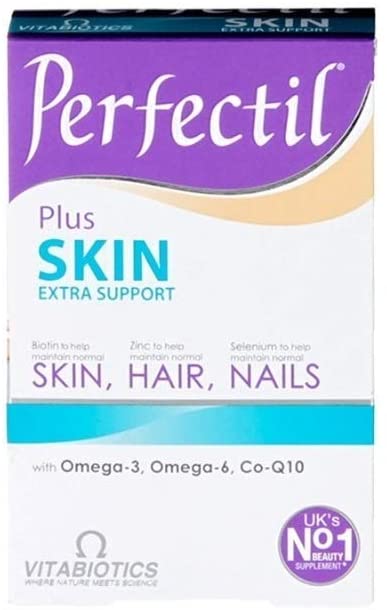 VITABIOTICS
SKIN
EXTRA SUPPORT
Perfectil®
Plus
SKIN
EXTRA SUPPORT
Biotin to help maintain normal
SKIN,
Zinc to help maintain normal
HAIR,
Selenium to help maintain normal
NAILS
with Omega-3, Omega-6, Co-Q10
VITABIOTICS
WHERE NATURE MEETS SCIENCE
UK's
No1
BEAUTY
SUPPLEMENT